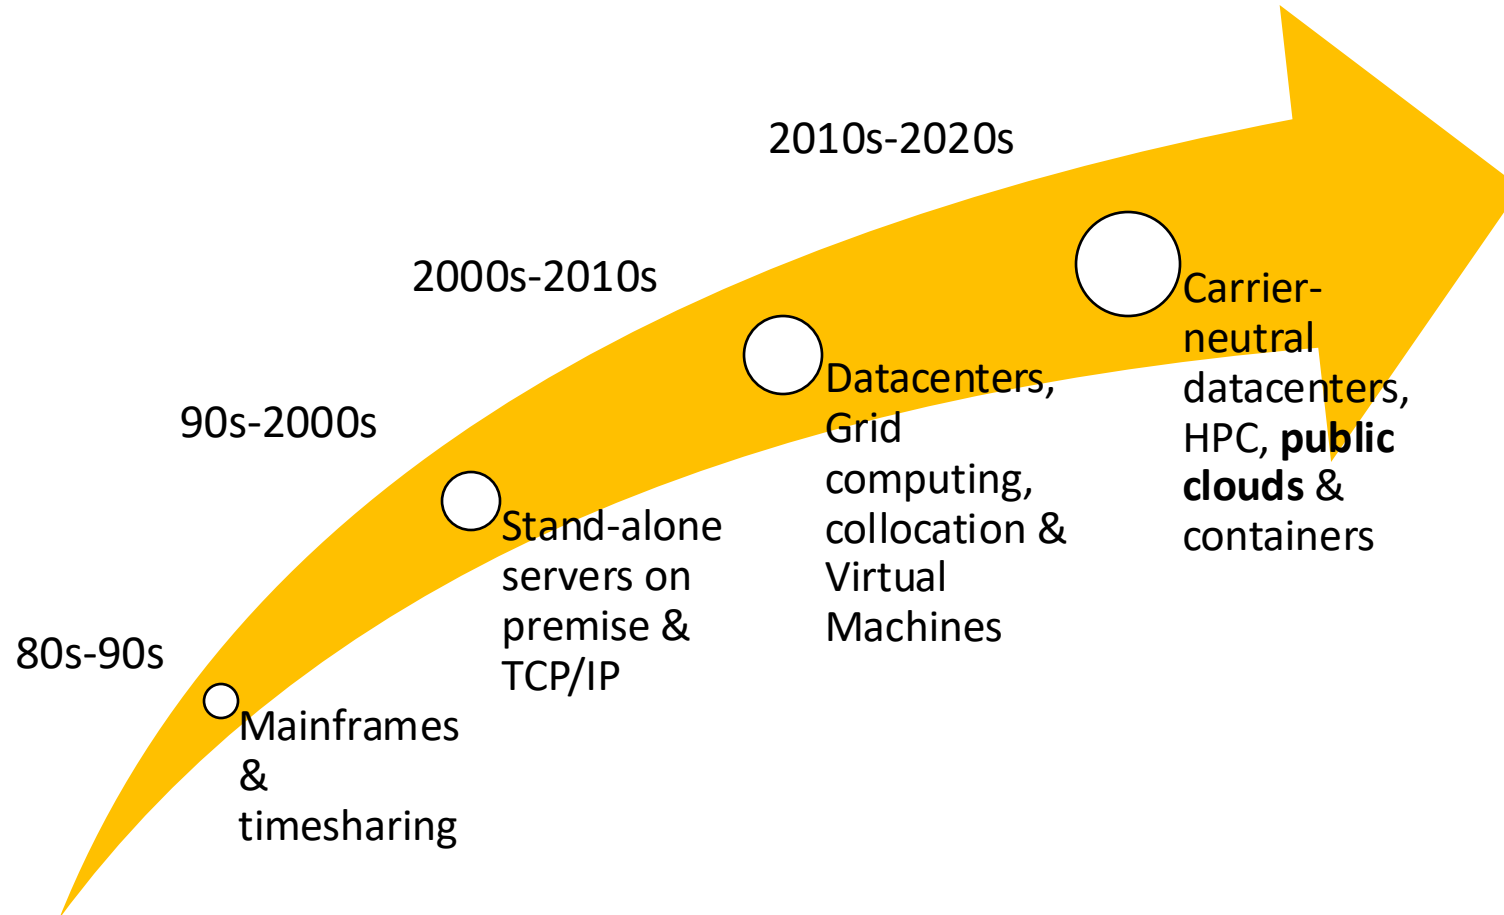 80s-90s
Mainframes
&
timesharing
90s-2000s
Stand-alone
servers on
premise &
TCP/IP
2000s-2010s
Datacenters,
Grid
computing,
collocation &
Virtual
Machines
2010s-2020s
Carrier-
neutral
datacenters,
HPC, public
clouds &
containers